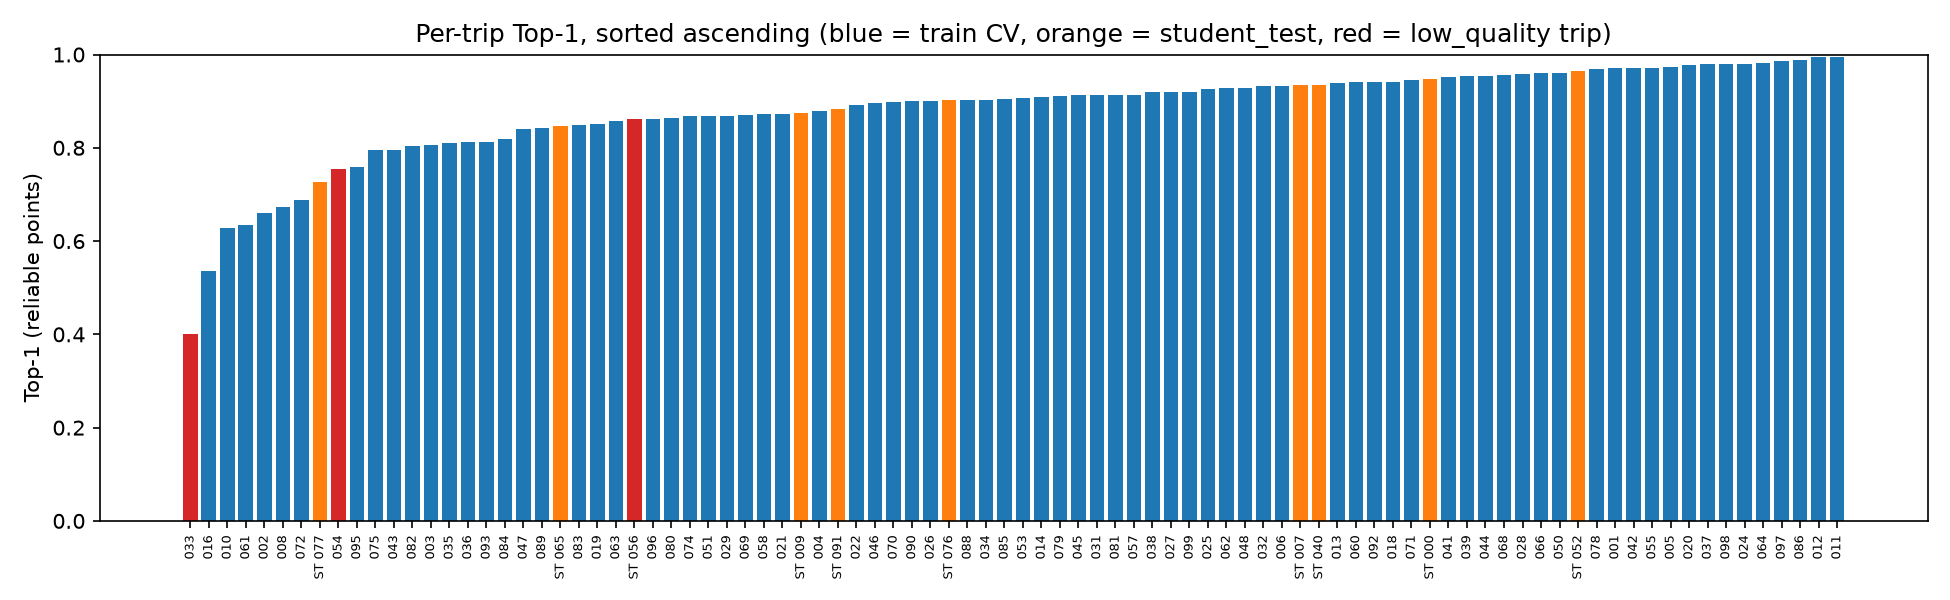 Per-trip Top-1, sorted ascending (blue = train CV, orange = student_test, red = low_quality trip)
Top-1 (reliable points)
1.0
0.8
0.6
0.4
0.2
0.0
033 016 010 061 002 008 072 ST 077 054 095 075 043 082 003 035 036 093 084 047 089 ST 065 083 019 063 ST 056 096 080 074 051 029 069 058 021 ST 009 004 ST 091 022 046 070 090 026 ST 076 088 034 085 053 014 079 045 031 081 057 038 027 099 025 062 048 032 006 ST 007 ST 040 013 060 092 018 071 ST 000 041 039 044 068 028 066 050 ST 052 078 001 042 055 005 020 037 098 024 064 097 086 012 011